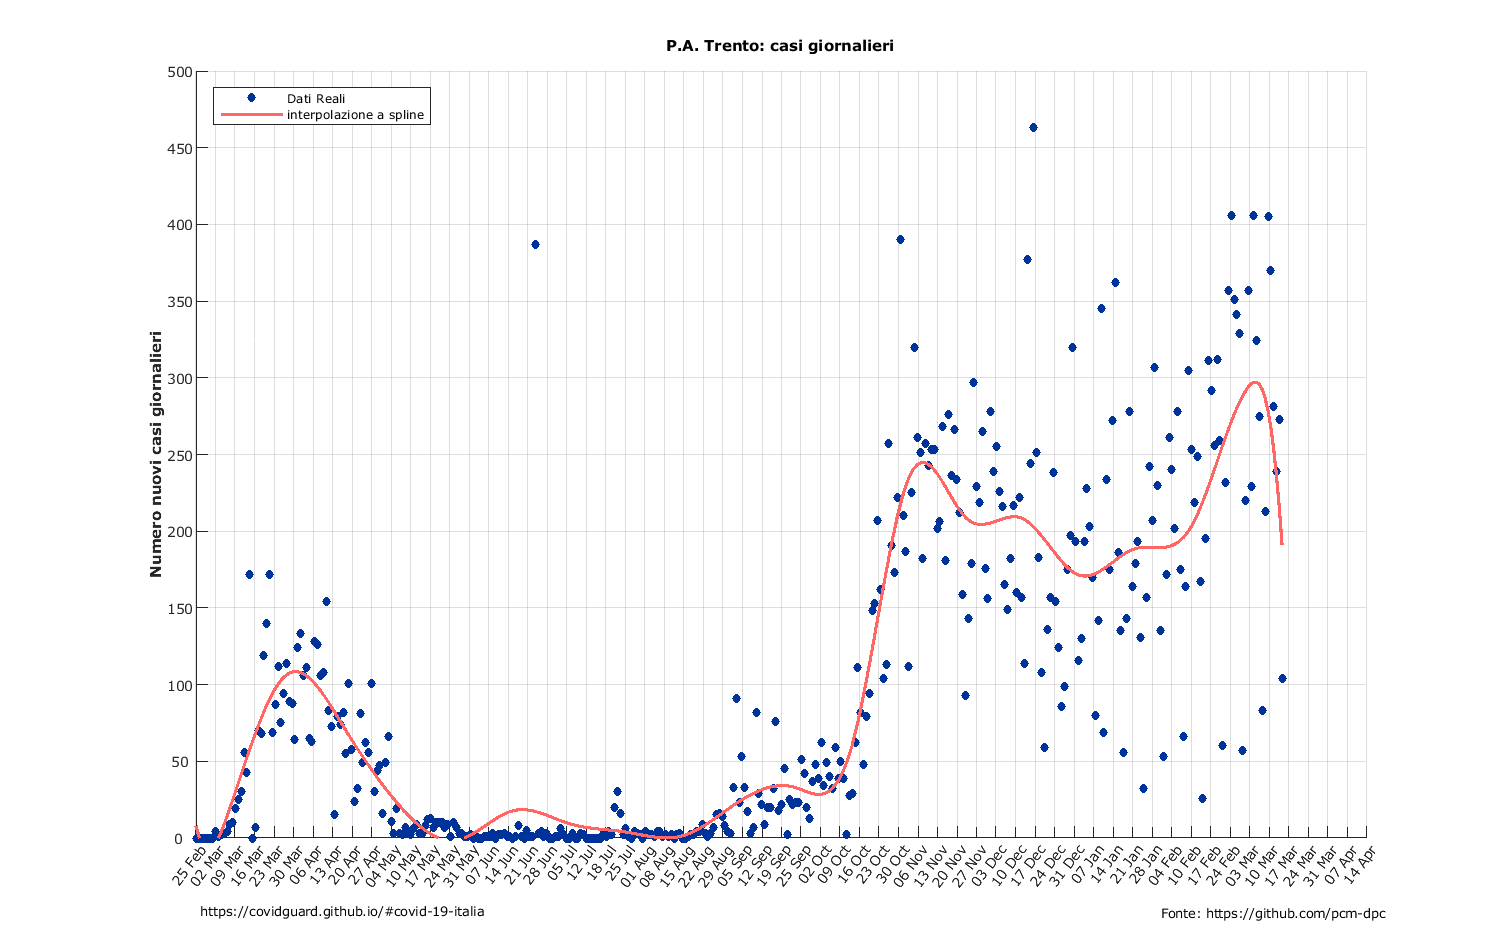 P.A. Trento: casi giornalieri
Dati Reali
interpolazione a spline
Numero nuovi casi giornalieri
500
450
400
350
300
250
200
150
100
50
0
25 Feb
02 Mar
09 Mar
16 Mar
23 Mar
30 Mar
06 Apr
13 Apr
20 Apr
27 Apr
04 May
10 May
17 May
24 May
31 May
07 Jun
14 Jun
21 Jun
28 Jun
05 Jul
12 Jul
18 Jul
25 Jul
01 Aug
08 Aug
15 Aug
22 Aug
29 Aug
05 Sep
12 Sep
19 Sep
25 Sep
02 Oct
09 Oct
16 Oct
23 Oct
30 Oct
06 Nov
13 Nov
20 Nov
27 Nov
03 Dec
10 Dec
17 Dec
24 Dec
31 Dec
07 Jan
14 Jan
21 Jan
28 Jan
04 Feb
10 Feb
17 Feb
24 Feb
03 Mar
10 Mar
17 Mar
24 Mar
31 Mar
07 Apr
14 Apr
https://covidguard.github.io/#covid-19-italia
Fonte: https://github.com/pcm-dpc